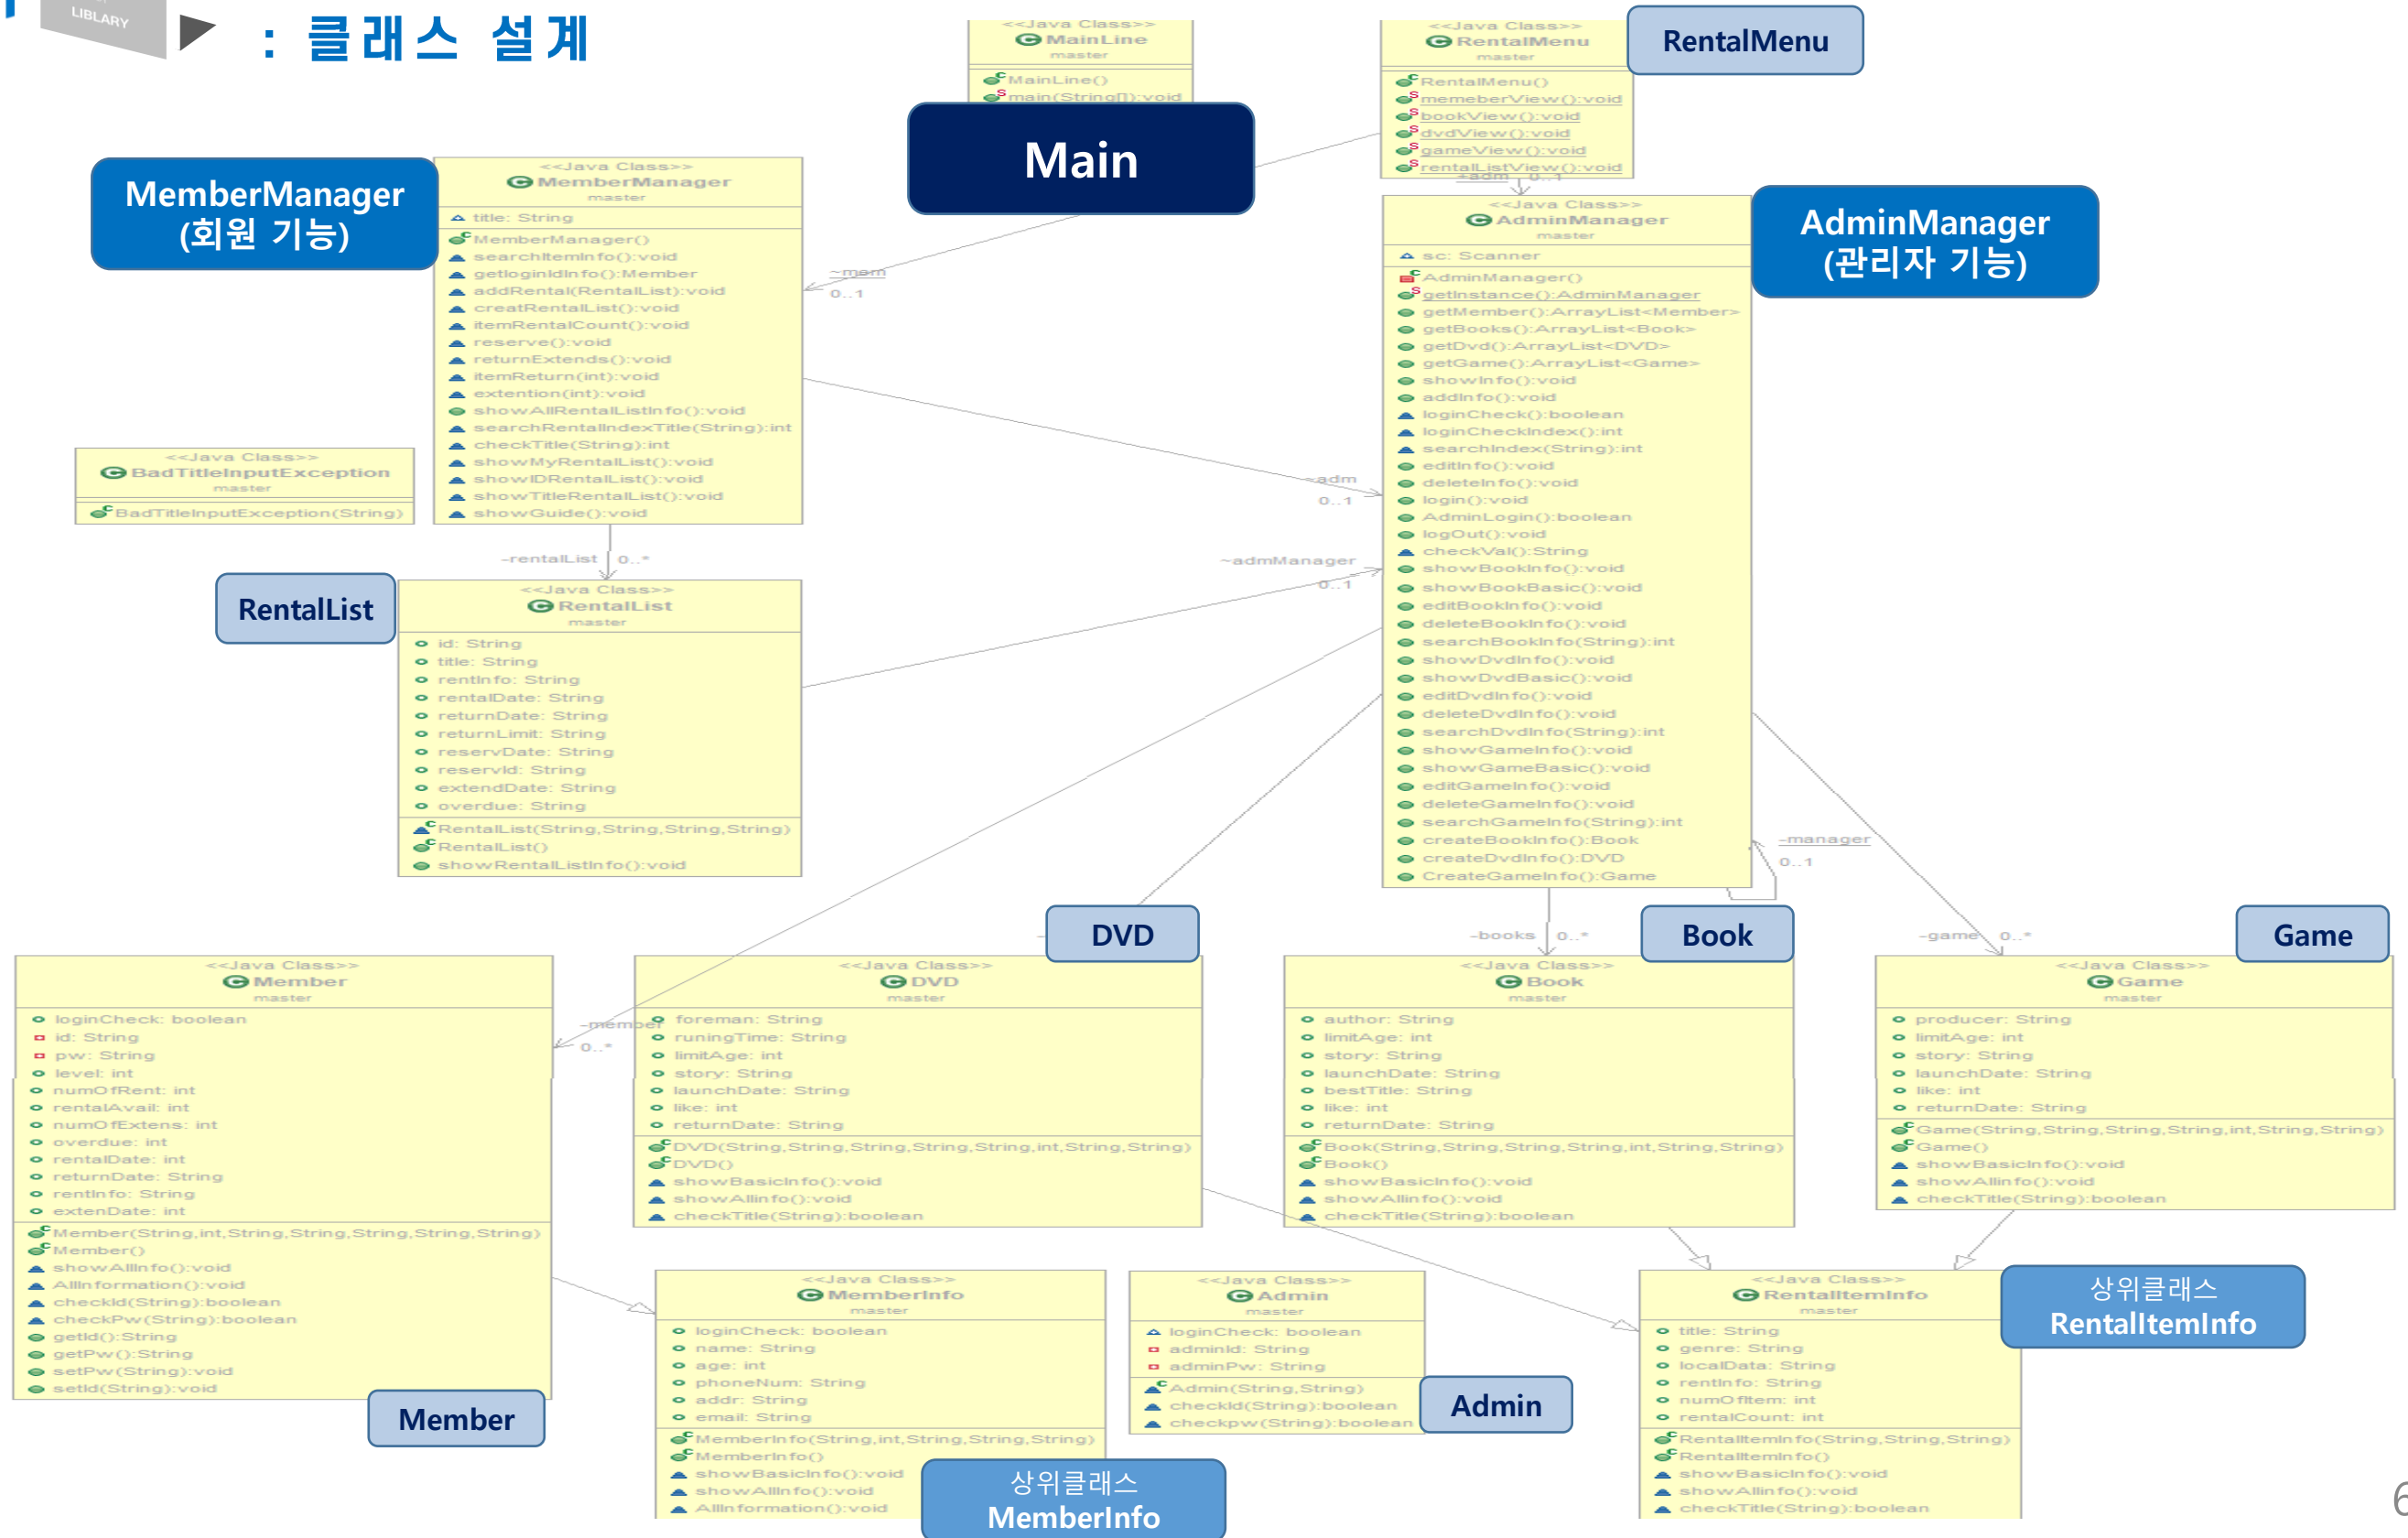 LIBRARY
: 클래스 설계
<<Java Class>>
MainLine
master
MainLine()
main(String[]):void
Main
<<Java Class>>
RentalMenu
master
RentalMenu()
memeberView():void
bookView():void
dvdView():void
gameView():void
rentalListView():void
RentalMenu
MemberManager
(회원 기능)
<<Java Class>>
MemberManager
master
title: String
MemberManager()
searchItemInfo():void
getloginIdInfo():Member
addRental(RentalList):void
creatRentalList():void
itemRentalCount():void
reserve():void
returnExtends():void
itemReturn(int):void
extention(int):void
showAllRentalListInfo():void
searchRentalIndexTitle(String):int
checkTitle(String):int
showMyRentalList():void
showIDRentalList():void
showTitleRentalList():void
showGuide():void
~mem
0..1
+adm 0..1
<<Java Class>>
AdminManager
master
sc: Scanner
AdminManager()
getInstance():AdminManager
getMember():ArrayList<Member>
getBooks():ArrayList<Book>
getDvd():ArrayList<DVD>
getGame():ArrayList<Game>
showInfo():void
addInfo():void
loginCheck():boolean
loginCheckIndex():int
searchIndex(String):int
editInfo():void
deleteInfo():void
login():void
AdminLogin():boolean
logOut():void
checkVal():String
showBookInfo():void
showBookBasic():void
editBookInfo():void
deleteBookInfo():void
searchBookInfo(String):int
showDvdInfo():void
showDvdBasic():void
editDvdInfo():void
deleteDvdInfo():void
searchDvdInfo(String):int
showGameInfo():void
showGameBasic():void
editGameInfo():void
deleteGameInfo():void
searchGameInfo(String):int
createBookInfo():Book
createDvdInfo():DVD
CreateGameInfo():Game
AdminManager
(관리자 기능)
<<Java Class>>
BadTitleInputException
master
BadTitleInputException(String)
~adm
0..1
-rentalList 0..*
~admManager
0..1
RentalList
<<Java Class>>
RentalList
master
id: String
title: String
rentInfo: String
rentalDate: String
returnDate: String
returnLimit: String
reservDate: String
reservId: String
extendDate: String
overdue: String
RentalList(String,String,String,String)
RentalList()
showRentalListInfo():void
-manager
0..1
DVD
-books 0..*
Book
-game 0..*
Game
<<Java Class>>
Member
master
loginCheck: boolean
id: String
pw: String
level: int
numOfRent: int
rentalAvail: int
numOfExtens: int
overdue: int
rentalDate: int
returnDate: String
rentInfo: String
extenDate: int
Member(String,int,String,String,String,String,String)
Member()
showAllInfo():void
AllInformation():void
checkId(String):boolean
checkPw(String):boolean
getId():String
getPw():String
setPw(String):void
setId(String):void
Member
-member
0..*
<<Java Class>>
DVD
master
foreman: String
runingTime: String
limitAge: int
story: String
launchDate: String
like: int
returnDate: String
DVD(String,String,String,String,String,int,String,String)
DVD()
showBasicInfo():void
showAllinfo():void
checkTitle(String):boolean
<<Java Class>>
Book
master
author: String
limitAge: int
story: String
launchDate: String
bestTitle: String
like: int
returnDate: String
Book(String,String,String,String,int,String,String)
Book()
showBasicInfo():void
showAllinfo():void
checkTitle(String):boolean
<<Java Class>>
Game
master
producer: String
limitAge: int
story: String
launchDate: String
like: int
returnDate: String
Game(String,String,String,String,int,String,String)
Game()
showBasicInfo():void
showAllinfo():void
checkTitle(String):boolean
<<Java Class>>
MemberInfo
master
loginCheck: boolean
name: String
age: int
phoneNum: String
addr: String
email: String
MemberInfo(String,int,String,String,String)
MemberInfo()
showBasicInfo():void
showAllInfo():void
AllInformation():void
상위클래스
MemberInfo
<<Java Class>>
Admin
master
loginCheck: boolean
adminId: String
adminPw: String
Admin(String,String)
checkId(String):boolean
checkpw(String):boolean
Admin
<<Java Class>>
RentalItemInfo
master
title: String
genre: String
localData: String
rentInfo: String
numOfItem: int
rentalCount: int
RentalItemInfo(String,String,String)
RentalItemInfo()
showBasicInfo():void
showAllinfo():void
checkTitle(String):boolean
상위클래스
RentalItemInfo
6